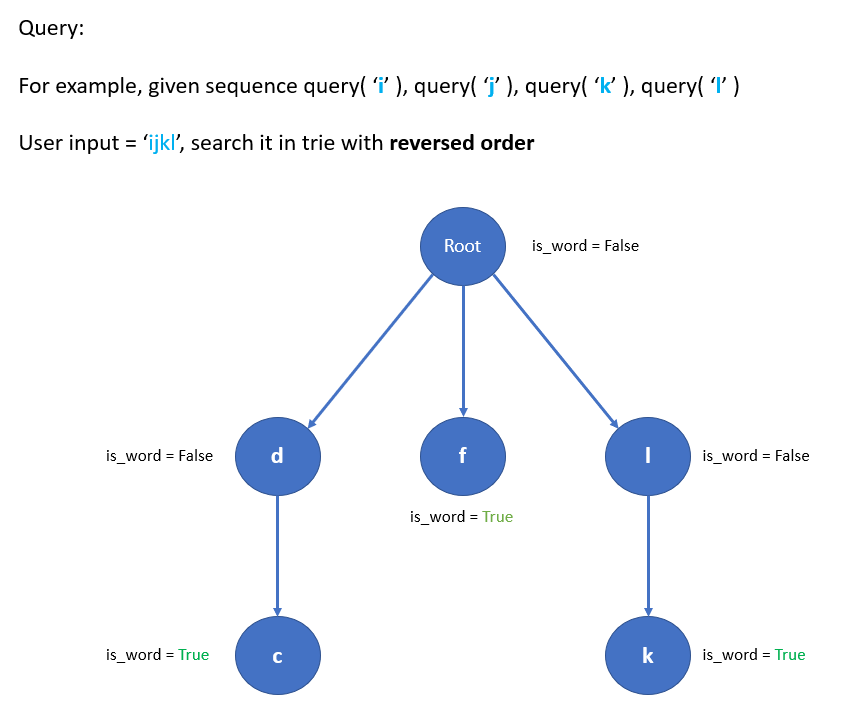 Query:
For example, given sequence query( ‘i’ ), query( ‘j’ ), query( ‘k’ ), query( ‘l’ )
User input = ‘ijkl’, search it in trie with reversed order
Root is_word = False
is_word = False d f l is_word = False
is_word = True
is_word = True c k is_word = True